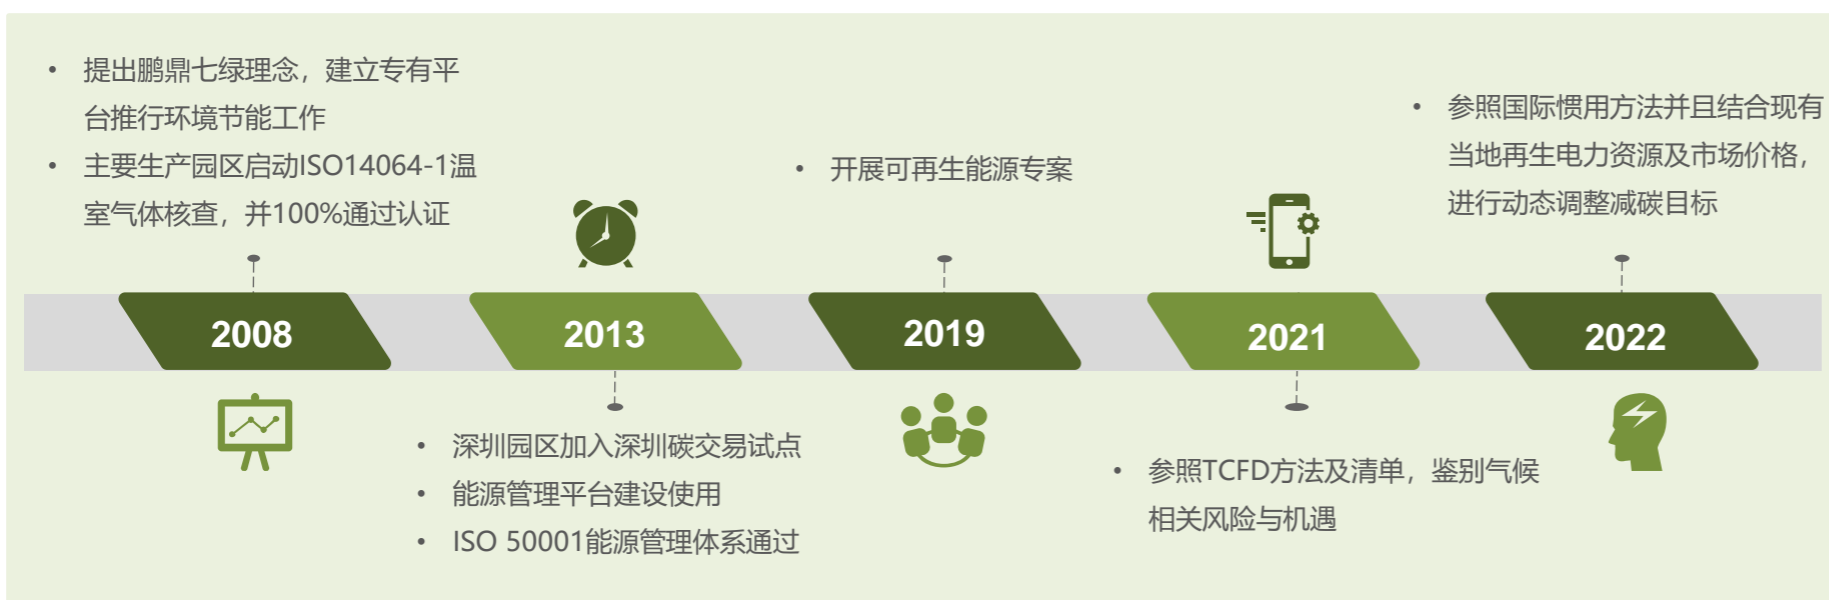 • 提出鹏鼎七绿理念，建立专有平
台推行环境节能工作
• 主要生产园区启动ISO14064-1温
室气体核查，并100%通过认证
2008
2013
• 深圳园区加入深圳碳交易试点
• 能源管理平台建设使用
• ISO 50001能源管理体系通过
• 开展可再生能源专案
2019
2021
• 参照TCFD方法及清单，鉴别气候
相关风险与机遇
• 参照国际惯用方法并且结合现有
当地再生电力资源及市场价格，
进行动态调整减碳目标
2022